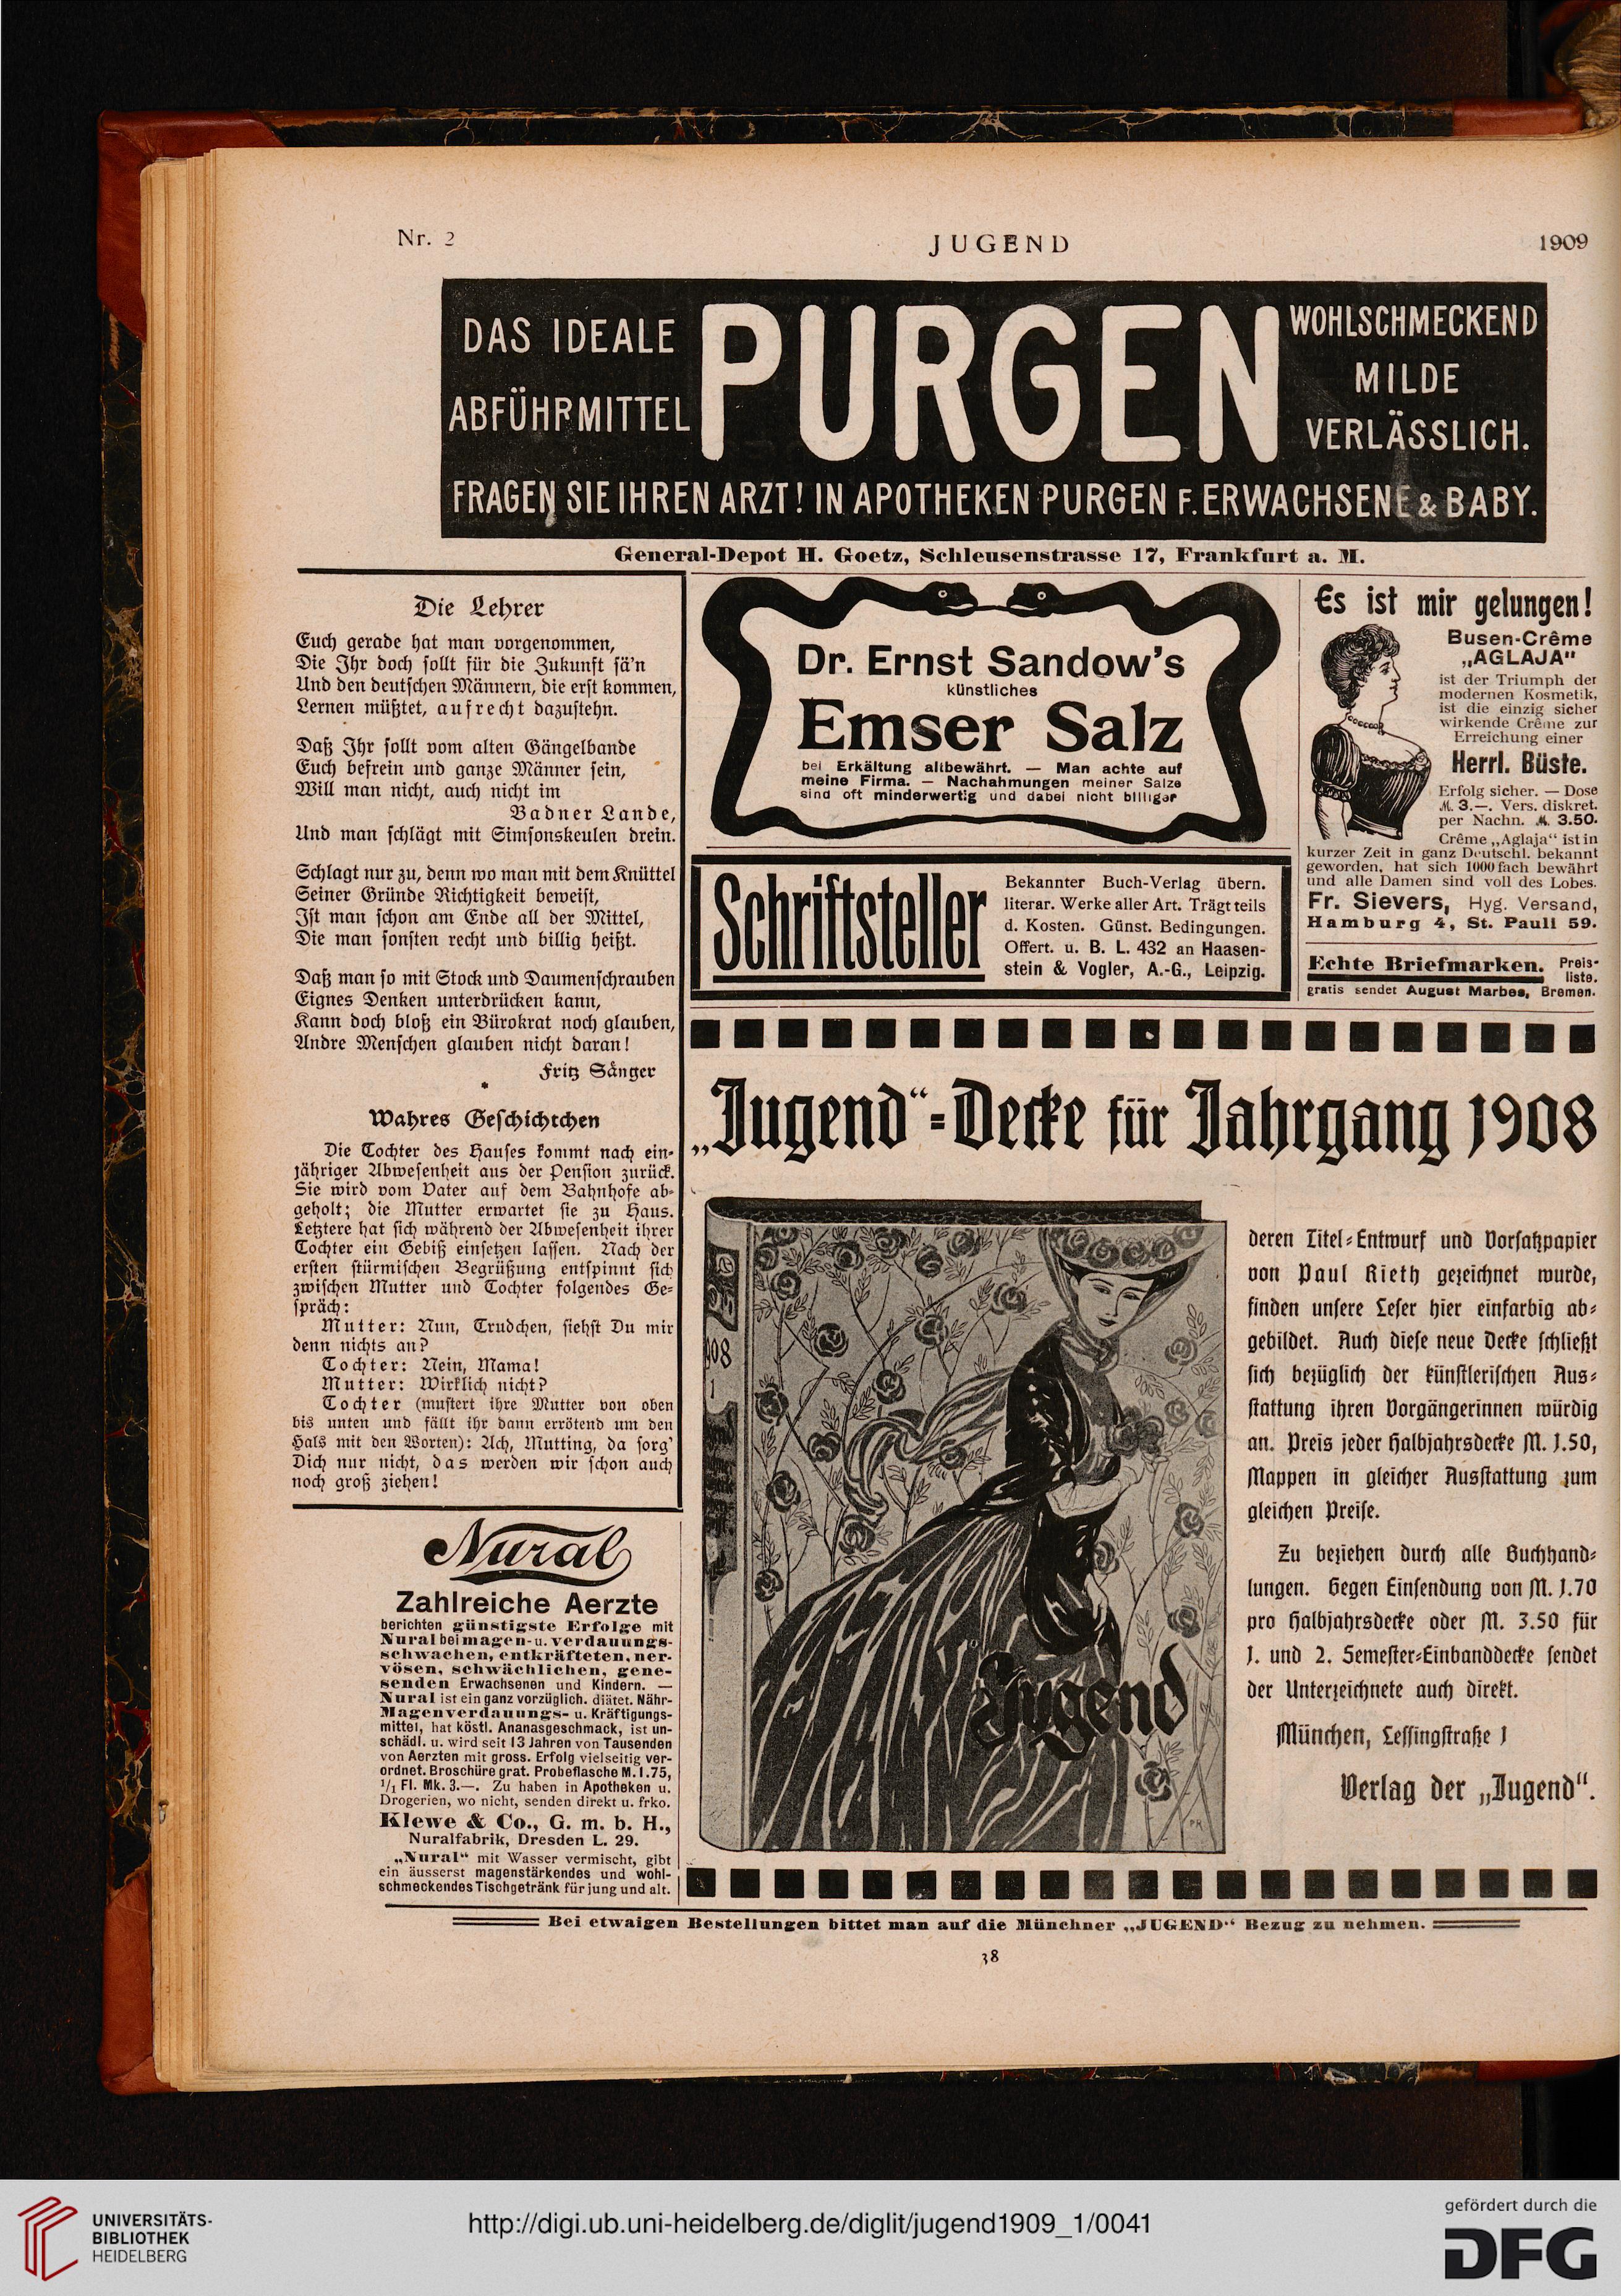 Nr. 2
JUGEND
1909
DAS IDEALE
ABFÜHRMITTEL
PURGEN
WOHLSCHMECKEND
MILDE
VERLÄSSLICH.
FRAGEN SIE IHREN ARZT! IN APOTHEKEN PURGEN F. ERWACHSENE & BABY.
General-Depot H. Goetz, Schleusenstrasse 17, Frankfurt a. M.
Die Lehrer
Euch gerade hat man vorgenommen,
Die Ihr doch sollt für die Zukunft sä'n
Und den deutschen Männern, die erst kommen,
Lernen müßtet, aufrecht dazustehn.
Daß Ihr sollt vom alten Gängelbande
Euch befrein und ganze Männer sein,
Will man nicht, auch nicht im
Badner Lande,
Und man schlägt mit Simsonskeulen drein.
Schlagt nur zu, denn wo man mit dem Knüttel
Seiner Gründe Richtigkeit beweist,
Ist man schon am Ende all der Mittel,
Die man sonsten recht und billig heißt.
Daß man so mit Stock und Daumenschrauben
Eignes Denken unterdrücken kann,
Kann doch bloß ein Bürokrat noch glauben,
Andre Menschen glauben nicht daran!
Fritz Sänger
*
Wahres Geschichtchen
Die Tochter des Hauses kommt nach ein-
jähriger Abwesenheit aus der Pension zurück.
Sie wird vom Vater auf dem Bahnhofe ab-
geholt; die Mutter erwartet sie zu Haus.
Letztere hat sich während der Abwesenheit ihrer
Tochter ein Gebiß einsetzen lassen. Nach der
ersten stürmischen Begrüßung entspinnt sich
zwischen Mutter und Tochter folgendes Ge-
spräch:
Mutter: Nun, Trudchen, siehst Du mir
denn nichts an?
Tochter: Nein, Mama!
Mutter: Wirklich nicht?
Tochter (mustert ihre Mutter von oben
bis unten und fällt ihr dann errötend um den
Hals mit den Worten): Ach, Mutting, da sorg'
Dich nur nicht, das werden wir schon auch
noch groß ziehen!
Nural
Zahlreiche Aerzte
berichten günstigste Erfolge mit
Nural bei magen- u. verdauungs-
schwachen, entkräfteten, ner-
vösen, schwächlichen, gene-
senden Erwachsenen und Kindern. —
Nural ist ein ganz vorzüglich. diätet. Nähr-
Magenverdauungs- u. Kräftigungs-
mittel, hat köstl. Ananasgeschmack, ist un-
schädl. u. wird seit 13 Jahren von Tausenden
von Aerzten mit gross. Erfolg vielseitig ver-
ordnet. Broschüre grat. Probeflasche M. 1.75,
1/1 Fl. Mk. 3.—. Zu haben in Apotheken u.
Drogerien, wo nicht, senden direkt u. frko.
Klewe & Co., G. m. b. H.,
Nuralfabrik, Dresden L. 29.
„Nural“ mit Wasser vermischt, gibt
ein äusserst magenstärkendes und wohl-
schmeckendes Tischgetränk für jung und alt.
Dr. Ernst Sandow's
künstliches
Emser Salz
bei Erkältung altbewährt. — Man achte auf
meine Firma. — Nachahmungen meiner Salze
sind oft minderwertig und dabei nicht billiger
Schriftsteller
Bekannter Buch-Verlag übern.
literar. Werke aller Art. Trägt teils
d. Kosten. Günst. Bedingungen.
Offert. u. B. L. 432 an Haasen-
stein & Vogler, A.-G., Leipzig.
Es ist mir gelungen!
Busen-Crême
„AGLAJA“
ist der Triumph der
modernen Kosmetik,
ist die einzig sicher
wirkende Crême zur
Erreichung einer
Herrl. Büste.
Erfolg sicher. — Dose
M. 3.—. Vers. diskret.
per Nachn. M. 3.50.
Crême „Aglaja“ ist in
kurzer Zeit in ganz Deutschl. bekannt
geworden, hat sich 1000 fach bewährt
und alle Damen sind voll des Lobes.
Fr. Sievers, Hyg. Versand,
Hamburg 4, St. Pauli 59.
Echte Briefmarken. Preis-
liste.
gratis sendet August Marbes, Bremen.
„Jugend“-Decke für Jahrgang 1908
908
1
Jugend
PR
deren Titel-Entwurf und Vorsatzpapier
von Paul Rieth gezeichnet wurde,
finden unsere Leser hier einfarbig ab-
gebildet. Auch diese neue Decke schließt
sich bezüglich der künstlerischen Aus-
stattung ihren Vorgängerinnen würdig
an. Preis jeder Halbjahrsdecke M. 1.50,
Mappen in gleicher Ausstattung zum
gleichen Preise.
Zu beziehen durch alle Buchhand-
lungen. Gegen Einsendung von M. 1.70
pro Halbjahrsdecke oder M. 3.50 für
1. und 2. Semester-Einbanddecke sendet
der Unterzeichnete auch direkt.
München, Lessingstraße 1
Verlag der „Jugend“.
Bei etwaigen Bestellungen bittet man auf die Münchner „JUGEND“ Bezug zu nehmen.
38
UNIVERSITÄTS-
BIBLIOTHEK
HEIDELBERG
http://digi.ub.uni-heidelberg.de/diglit/jugend1909_1/0041
gefördert durch die
DFG